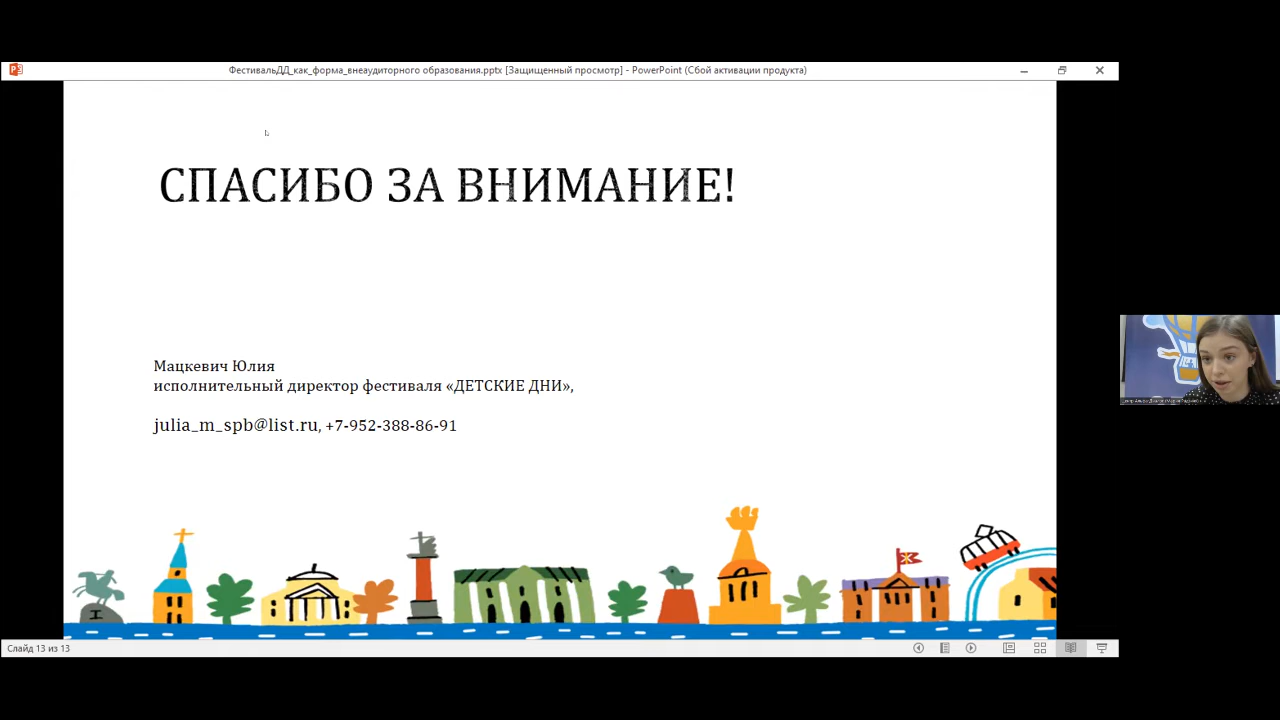 ФестивальДД_как_форма_внеаудиторного образования.pptx [Защищенный просмотр] - PowerPoint (Сбой активации продукта)
СПАСИБО ЗА ВНИМАНИЕ!
Мацкевич Юлия
исполнительный директор фестиваля «ДЕТСКИЕ ДНИ»,
julia_m_spb@list.ru, +7-952-388-86-91
Слайд 13 из 13